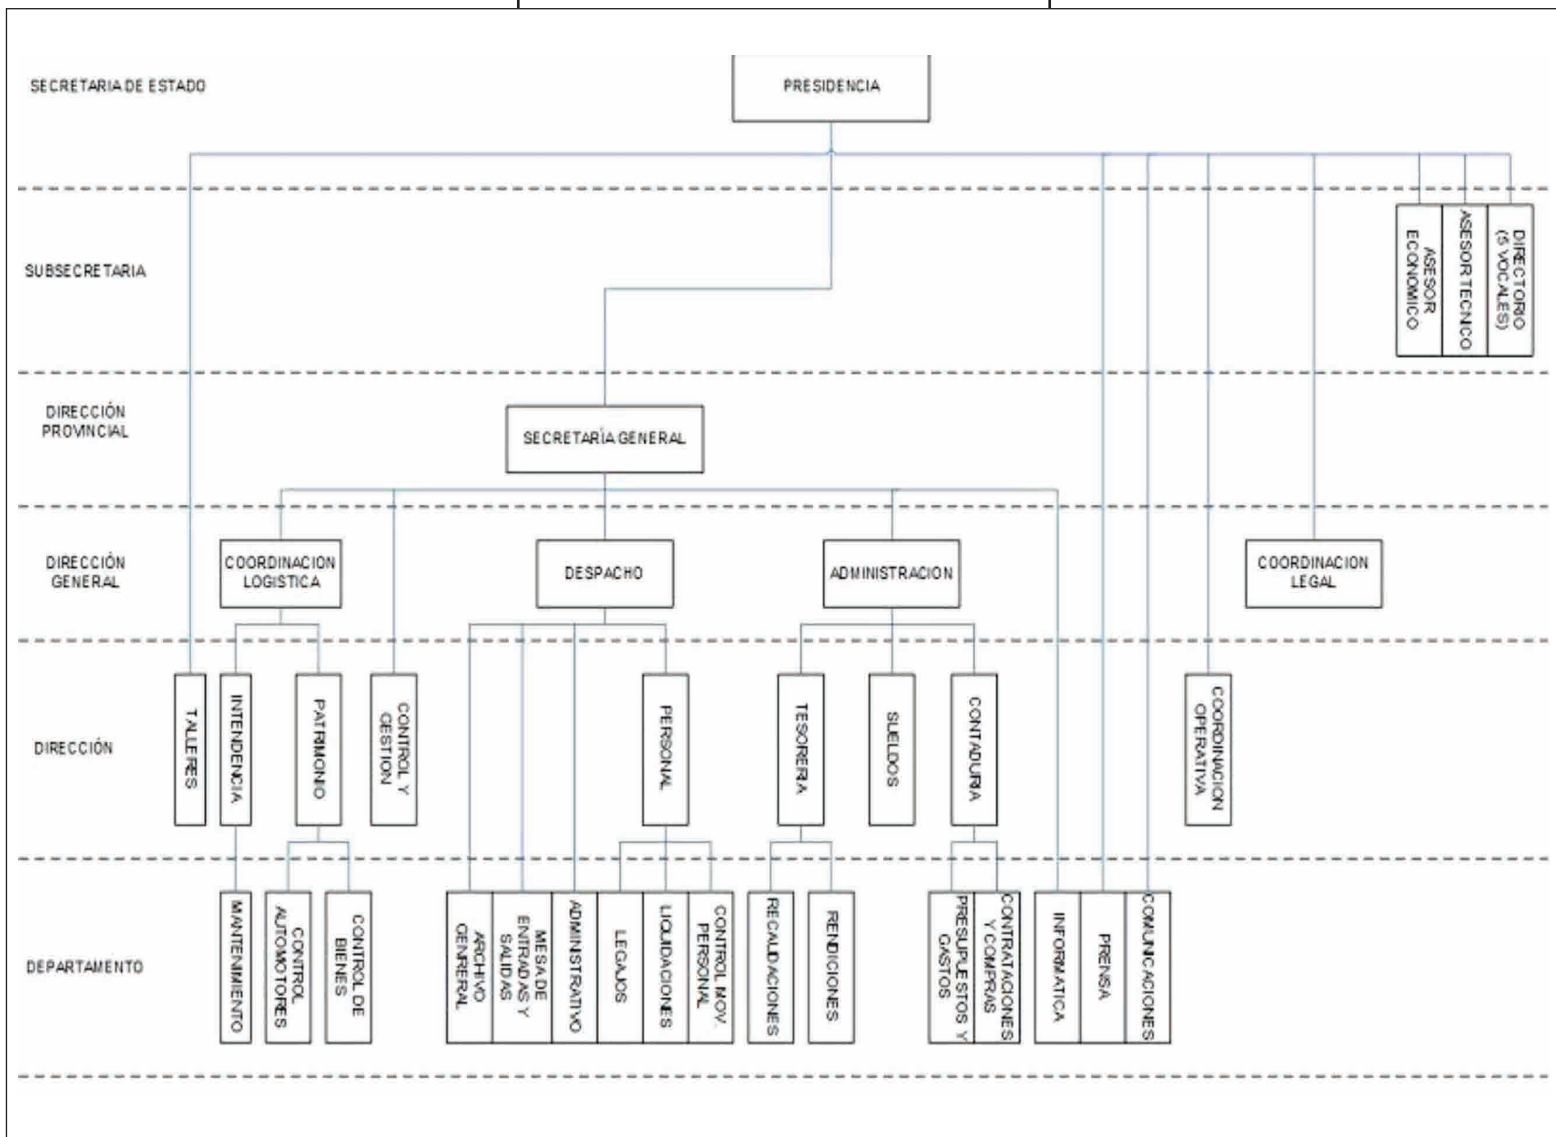 SECRETARIA DE ESTADO
PRESIDENCIA
SUBSECRETARIA
ASESOR
ECONOMICO
ASESOR TECNICO
DIRECTORIO
(5 VOCALES)
DIRECCIÓN
PROVINCIAL
SECRETARÍA GENERAL
DIRECCIÓN
GENERAL
COORDINACION
LOGISTICA
DESPACHO
ADMINISTRACION
COORDINACION
LEGAL
DIRECCIÓN
TALLERES
INTENDENCIA
PATRIMONIO
CONTROL Y
GESTION
PERSONAL
TESORERIA
SUELDOS
CONTADURIA
COORDINACION
OPERATIVA
DEPARTAMENTO
MANTENIMIENTO
CONTROL
AUTOMOTORES
CONTROL DE
BIENES
ARCHIVO
GENRERAL
MESA DE
ENTRADAS Y
SALIDAS
ADMINISTRATIVO
LEGAJOS
LIQUIDACIONES
CONTROL MOV.
PERSONAL
RECAUDACIONES
RENDICIONES
PRESUPUESTOS Y
GASTOS
CONTRATACIONES
Y COMPRAS
INFORMATICA
PRENSA
COMUNICACIONES